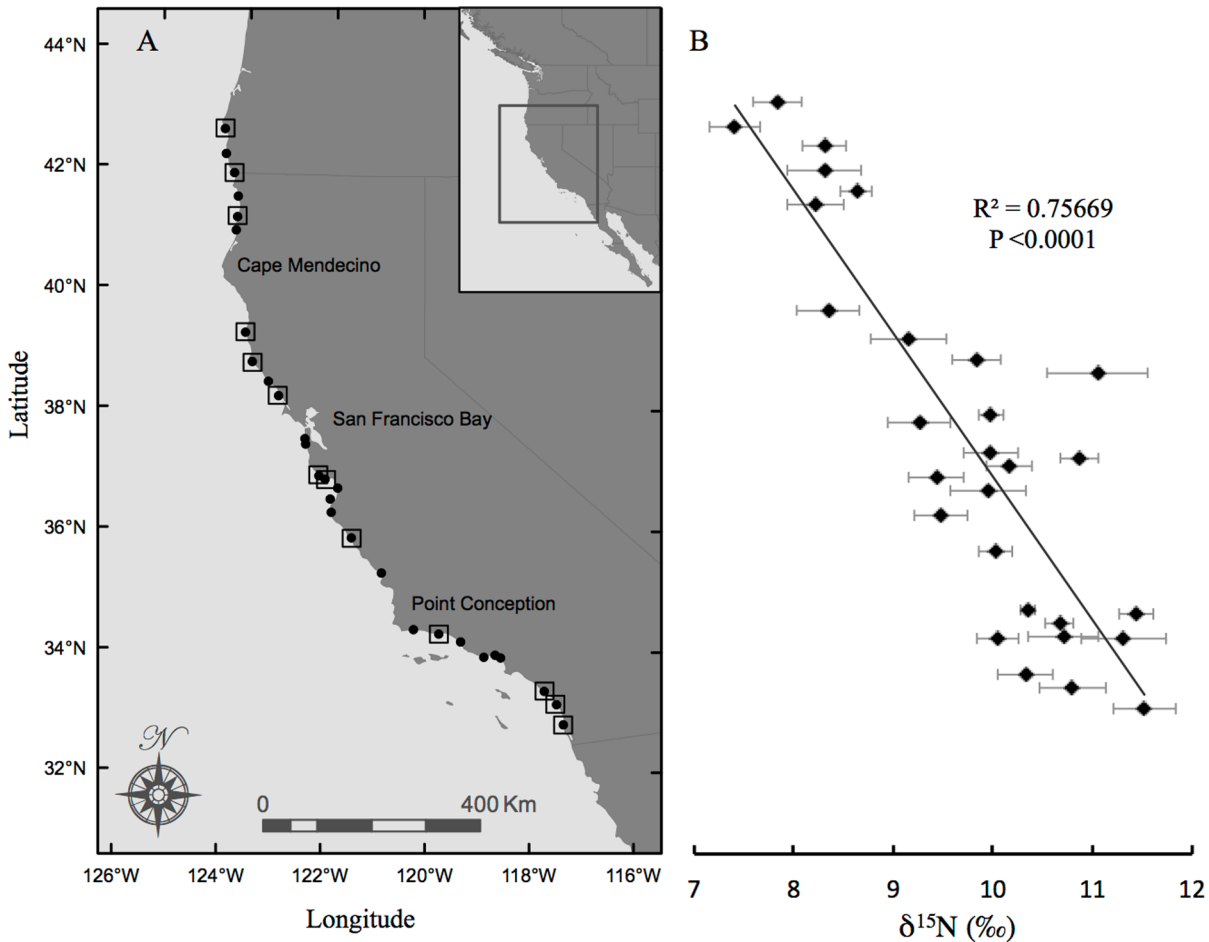 A
44°N
42°N
40°N
38°N
36°N
34°N
32°N
Latitude
Cape Mendecino
San Francisco Bay
Point Conception
N
0 400 Km
126°W 124°W 122°W 120°W 118°W 116°W
Longitude
B
R² = 0.75669
P <0.0001
7 8 9 10 11 12
δ¹⁵N (‰)